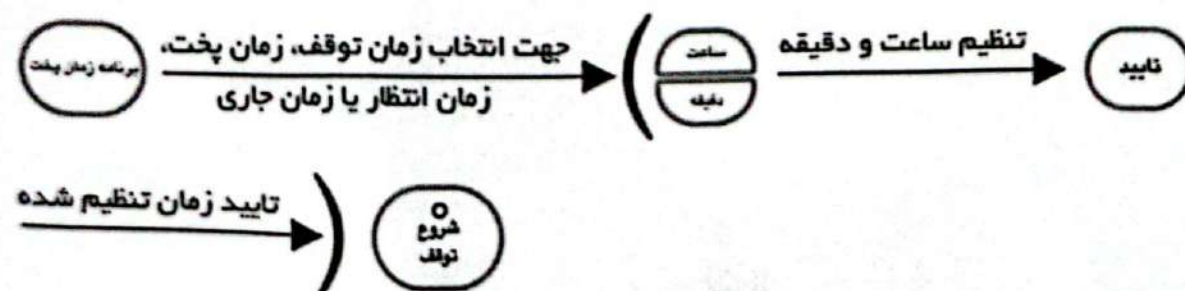 برنامه زمان پخت
جهت انتخاب زمان توقف، زمان پخت،
زمان انتظار یا زمان جاری
ساعت
دقیقه
تنظیم ساعت و دقیقه
تایید
تایید زمان تنظیم شده
شروع
توقف